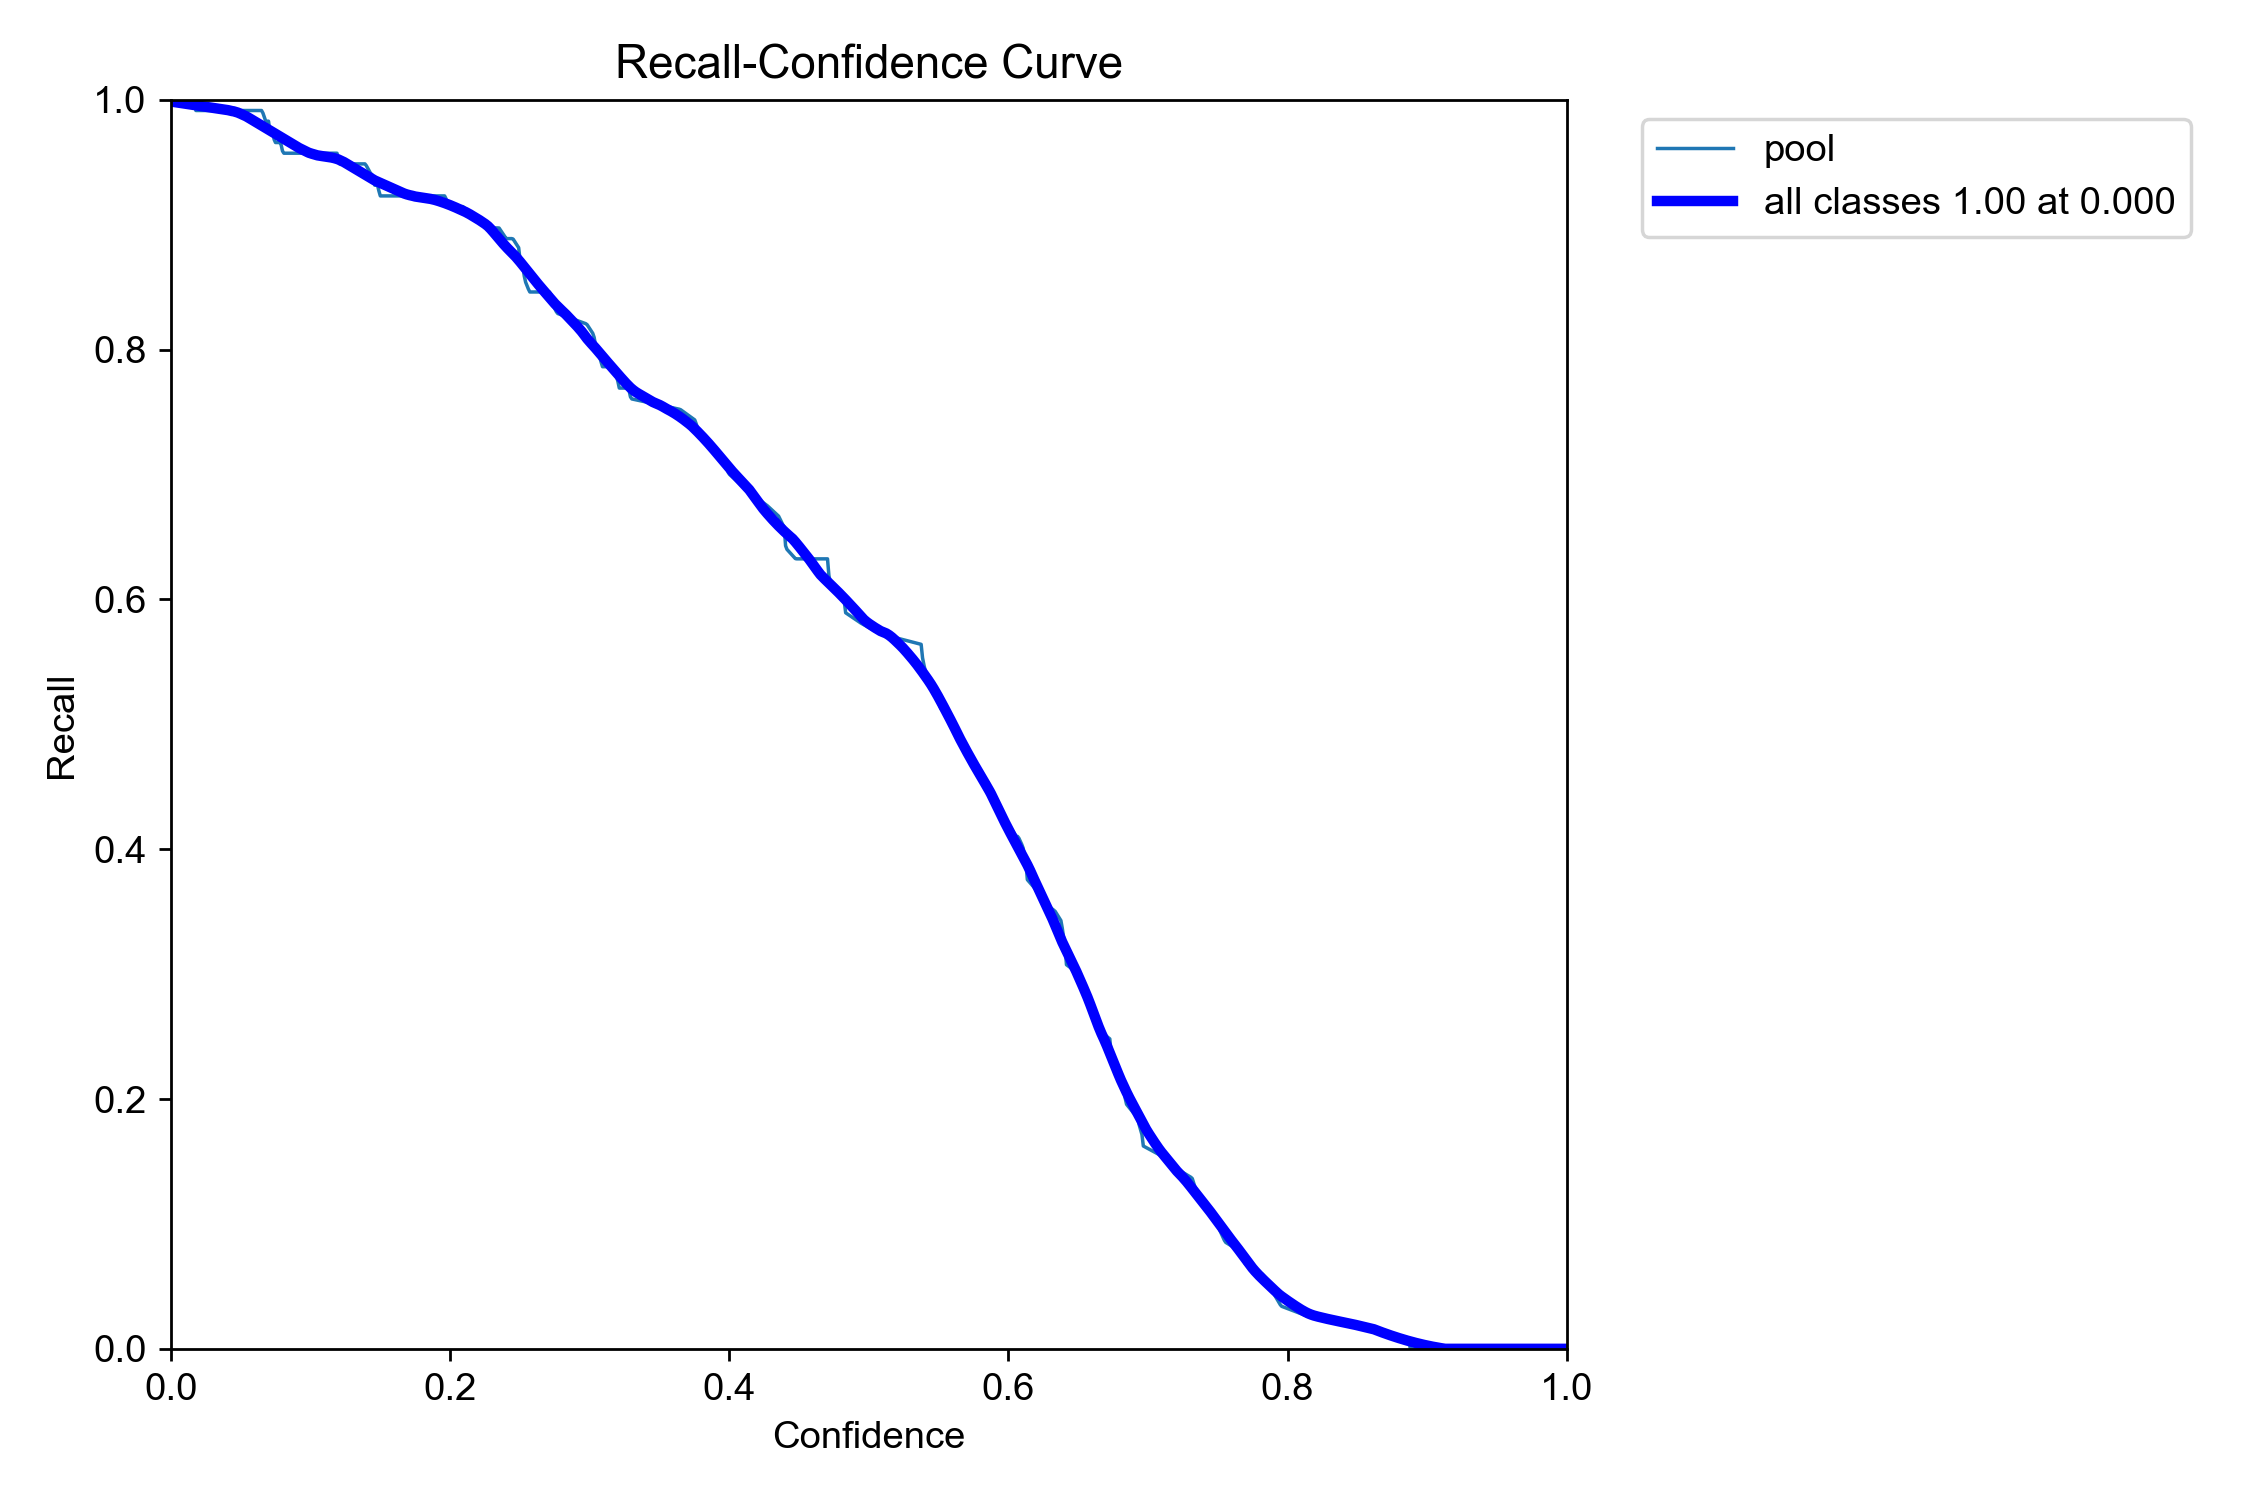 Recall-Confidence Curve
1.0
0.8
0.6
0.4
0.2
0.0
Recall
0.0 0.2 0.4 0.6 0.8 1.0
Confidence
pool
all classes 1.00 at 0.000